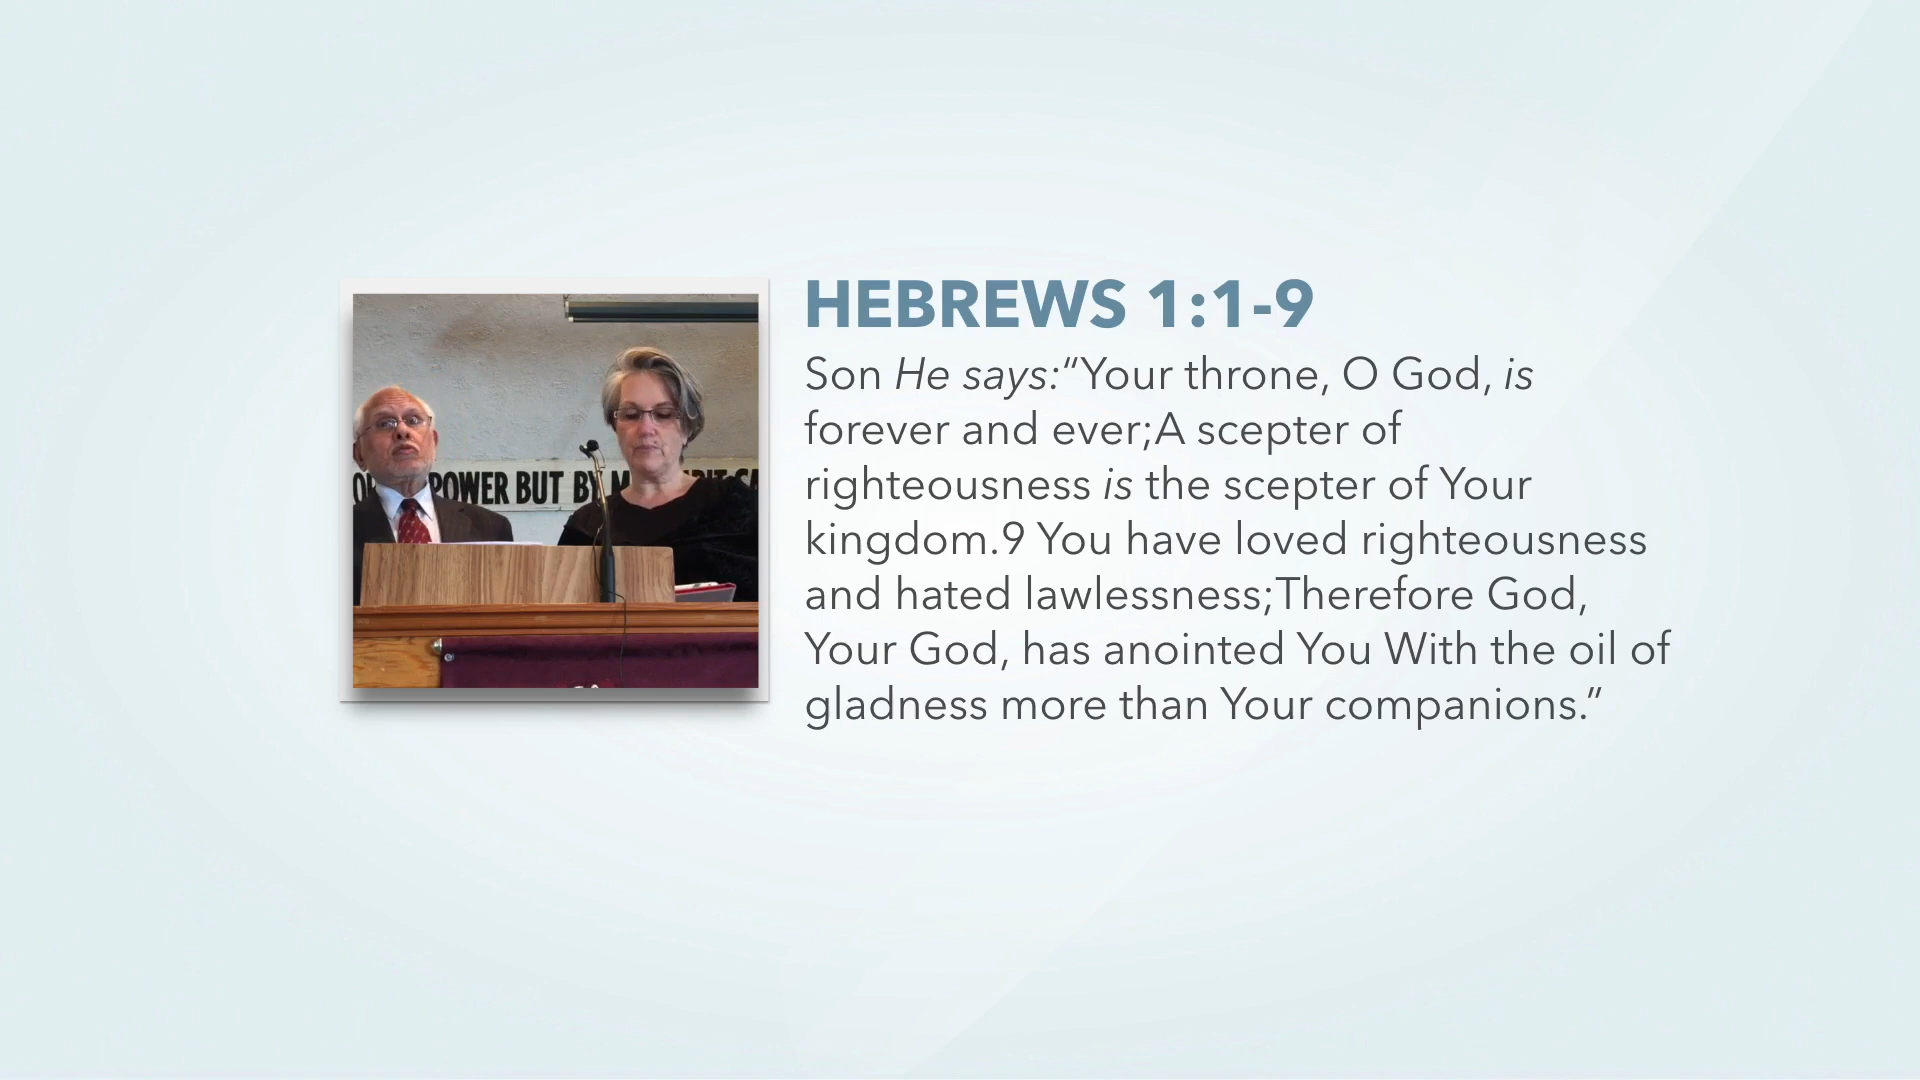 HEBREWS 1:1-9
Son He says:“Your throne, O God, is
forever and ever;A scepter of
righteousness is the scepter of Your
kingdom.9 You have loved righteousness
and hated lawlessness;Therefore God,
Your God, has anointed You With the oil of
gladness more than Your companions.”
POWER BUT BY